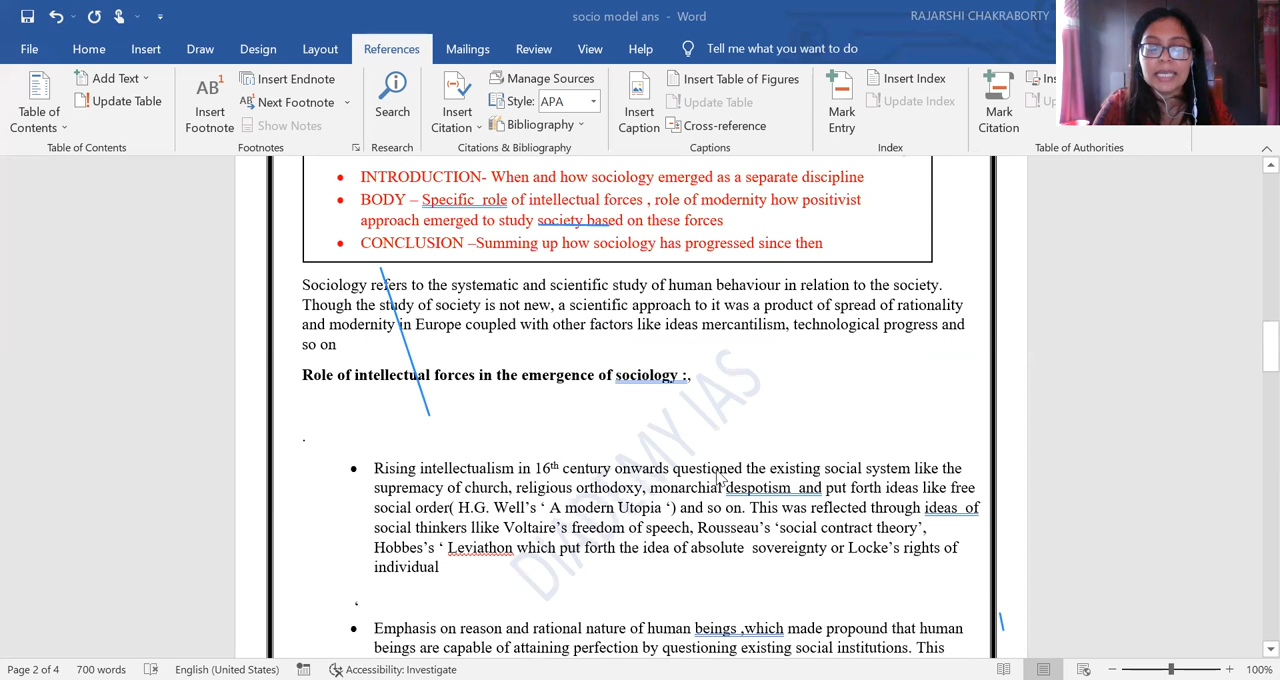 socio model ans - Word
RAJARSHI CHAKRABORTY
File Home Insert Draw Design Layout References Mailings Review View Help Tell me what you want to do
Table of Contents
Add Text
Update Table
Table of Contents
AB¹ Insert Footnote
Insert Endnote
Next Footnote
Show Notes
Footnotes
Search
Research
Insert Citation
Manage Sources
Style: APA
Bibliography
Citations & Bibliography
Insert Caption
Insert Table of Figures
Update Table
Cross-reference
Captions
Mark Entry
Insert Index
Update Index
Index
Mark Citation
Table of Authorities
• INTRODUCTION- When and how sociology emerged as a separate discipline
• BODY – Specific role of intellectual forces , role of modernity how positivist
approach emerged to study society based on these forces
• CONCLUSION –Summing up how sociology has progressed since then
Sociology refers to the systematic and scientific study of human behaviour in relation to the society.
Though the study of society is not new, a scientific approach to it was a product of spread of rationality
and modernity in Europe coupled with other factors like ideas mercantilism, technological progress and
so on
Role of intellectual forces in the emergence of sociology :,
.
• Rising intellectualism in 16th century onwards questioned the existing social system like the
supremacy of church, religious orthodoxy, monarchial despotism and put forth ideas like free
social order( H.G. Well’s ‘ A modern Utopia ‘) and so on. This was reflected through ideas of
social thinkers llike Voltaire’s freedom of speech, Rousseau’s ‘social contract theory’,
Hobbes’s ‘ Leviathon which put forth the idea of absolute sovereignty or Locke’s rights of
individual
‘
• Emphasis on reason and rational nature of human beings ,which made propound that human
beings are capable of attaining perfection by questioning existing social institutions. This
DIADEMY IAS
Page 2 of 4 700 words English (United States) Accessibility: Investigate 100%